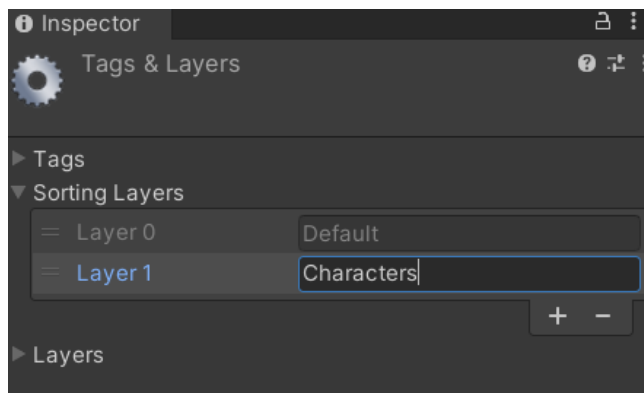 Inspector
Tags & Layers
Tags
Sorting Layers
Layer 0 Default
Layer 1 Characters
Layers